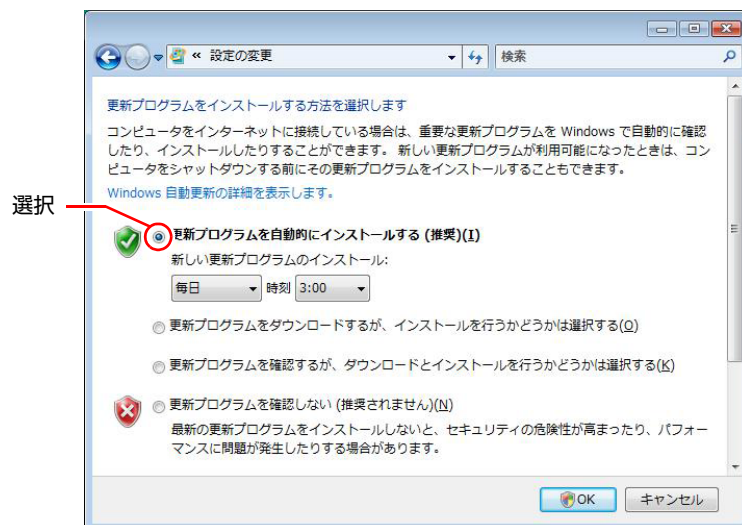 « 設定の変更
検索
更新プログラムをインストールする方法を選択します
コンピュータをインターネットに接続している場合は、重要な更新プログラムを Windows で自動的に確認
したり、インストールしたりすることができます。 新しい更新プログラムが利用可能になったときは、コン
ピュータをシャットダウンする前にその更新プログラムをインストールすることもできます。
Windows 自動更新の詳細を表示します。
選択
更新プログラムを自動的にインストールする (推奨)(I)
新しい更新プログラムのインストール:
毎日 時刻 3:00
更新プログラムをダウンロードするが、インストールを行うかどうかは選択する(O)
更新プログラムを確認するが、ダウンロードとインストールを行うかどうかは選択する(K)
更新プログラムを確認しない (推奨されません)(N)
最新の更新プログラムをインストールしないと、セキュリティの危険性が高まったり、パフォー
マンスに問題が発生したりする場合があります。
OK キャンセル